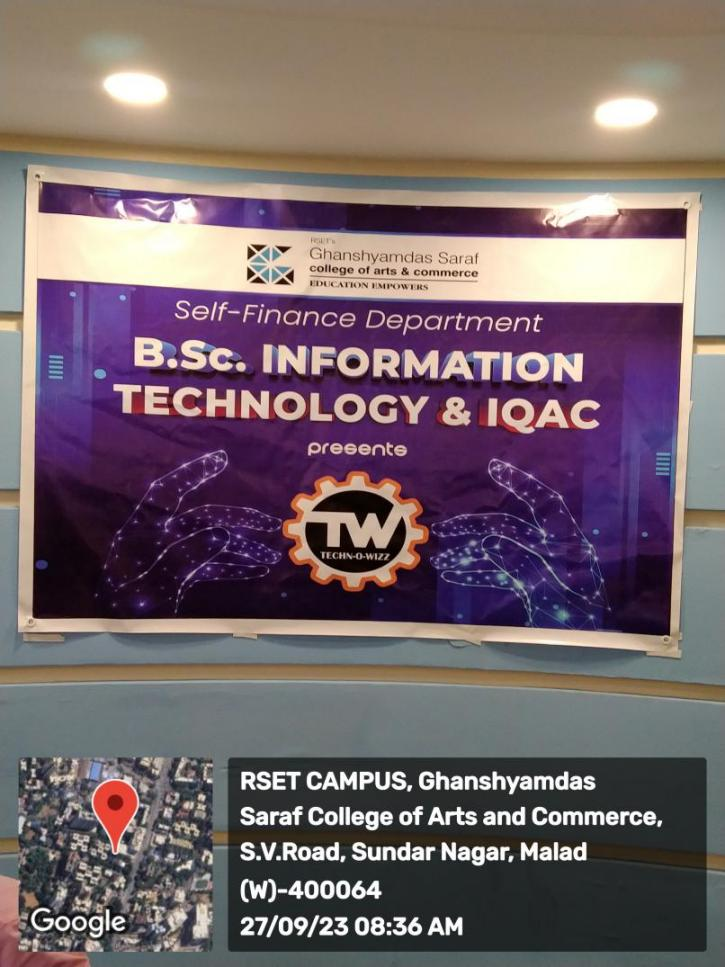 RSET's
Ghanshyamdas Saraf
college of arts & commerce
EDUCATION EMPOWERS
Self-Finance Department
B.Sc. INFORMATION
TECHNOLOGY & IQAC
presents
TW
TECHN-O-WIZZ
RSET CAMPUS, Ghanshyamdas
Saraf College of Arts and Commerce,
S.V.Road, Sundar Nagar, Malad
(W)-400064
27/09/23 08:36 AM
Google